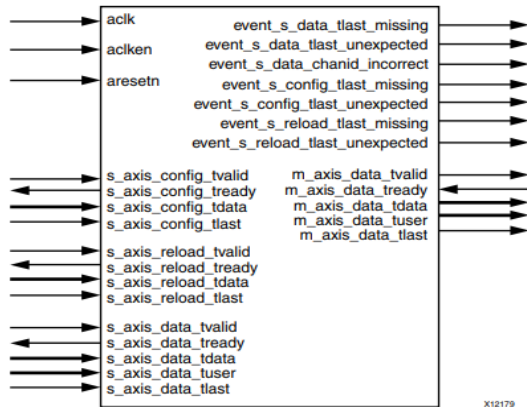 aclk
aclken
aresetn
event_s_data_tlast_missing
event_s_data_tlast_unexpected
event_s_data_chanid_incorrect
event_s_config_tlast_missing
event_s_config_tlast_unexpected
event_s_reload_tlast_missing
event_s_reload_tlast_unexpected
s_axis_config_tvalid
s_axis_config_tready
s_axis_config_tdata
s_axis_config_tlast
m_axis_data_tvalid
m_axis_data_tready
m_axis_data_tdata
m_axis_data_tuser
m_axis_data_tlast
s_axis_reload_tvalid
s_axis_reload_tready
s_axis_reload_tdata
s_axis_reload_tlast
s_axis_data_tvalid
s_axis_data_tready
s_axis_data_tdata
s_axis_data_tuser
s_axis_data_tlast
X12179